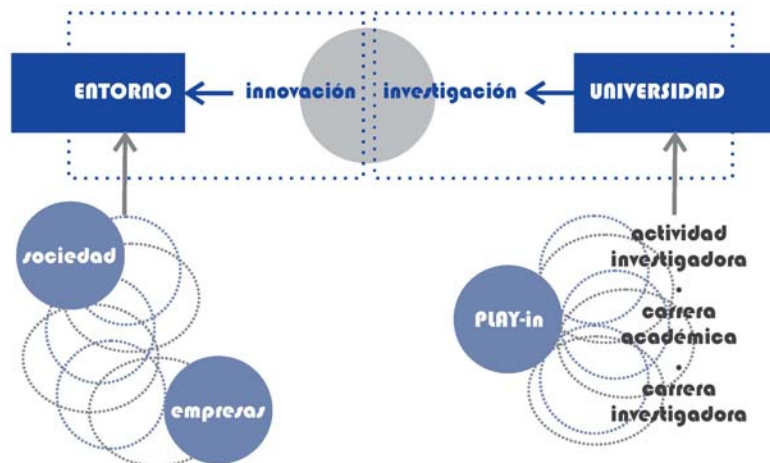 ENTORNO
innovación
investigación
UNIVERSIDAD
sociedad
empresas
PLAY-in
actividad
investigadora
.
carrera
académica
.
carrera
investigadora